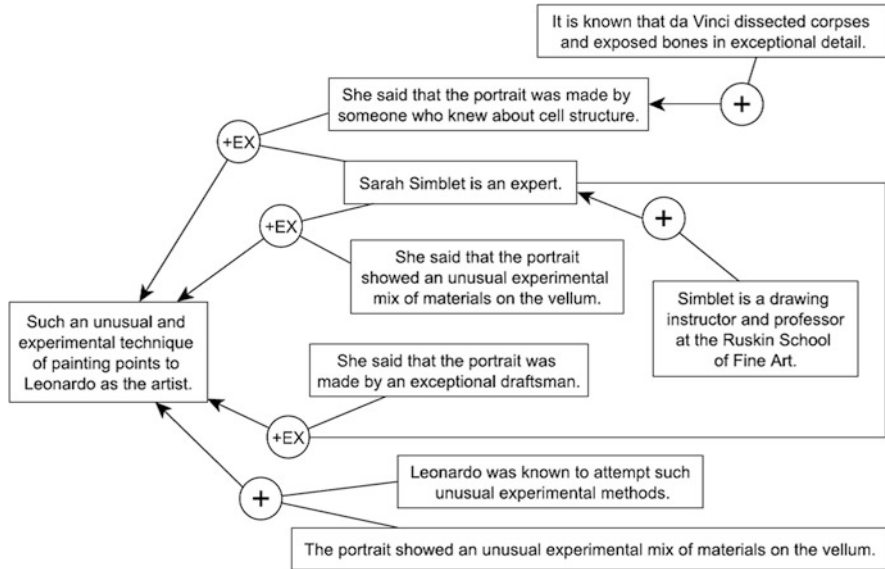 It is known that da Vinci dissected corpses
and exposed bones in exceptional detail.
She said that the portrait was made by
someone who knew about cell structure.
+
+EX
Sarah Simblet is an expert.
+EX
+
She said that the portrait
showed an unusual experimental
mix of materials on the vellum.
Simblet is a drawing
instructor and professor
at the Ruskin School
of Fine Art.
Such an unusual and
experimental technique
of painting points to
Leonardo as the artist.
She said that the portrait was
made by an exceptional draftsman.
+EX
Leonardo was known to attempt such
unusual experimental methods.
+
The portrait showed an unusual experimental mix of materials on the vellum.